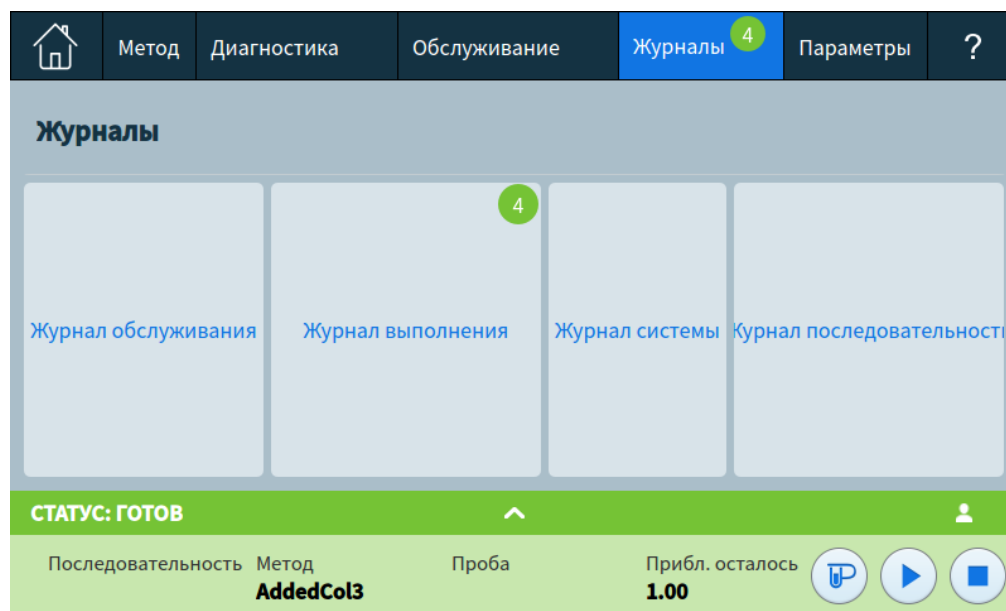 Метод Диагностика Обслуживание Журналы 4 Параметры ?
Журналы
4
Журнал обслуживания Журнал выполнения Журнал системы Журнал последовательност
СТАТУС: ГОТОВ
Последовательность Метод Проба Прибл. осталось
AddedCol3 1.00